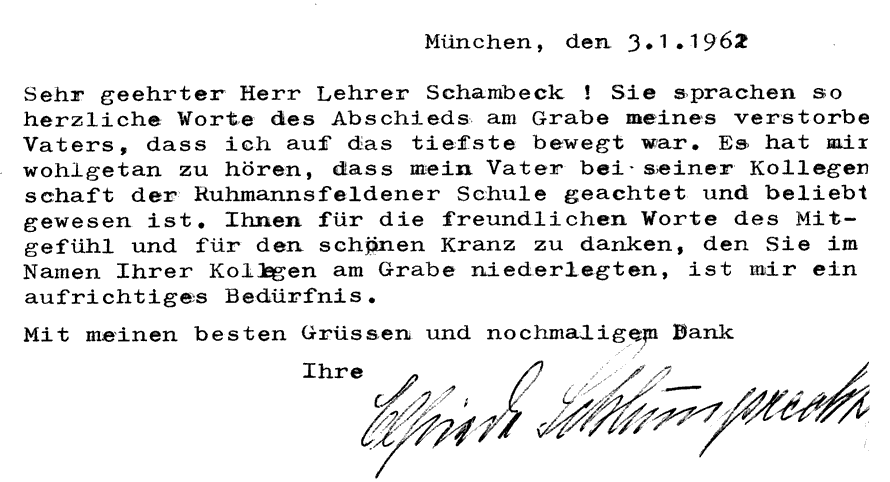 München, den 3.1.1962
Sehr geehrter Herr Lehrer Schambeck ! Sie sprachen so
herzliche Worte des Abschieds am Grabe meines verstorbe
Vaters, dass ich auf das tiefste bewegt war. Es hat mir
wohlgetan zu hören, dass mein Vater bei seiner Kollegen
schaft der Ruhmannsfeldener Schule geachtet und beliebt
gewesen ist. Ihnen für die freundlichen Worte des Mit-
gefühl und für den schönen Kranz zu danken, den Sie im
Namen Ihrer Kollegen am Grabe niederlegten, ist mir ein
aufrichtiges Bedürfnis.
Mit meinen besten Grüssen und nochmaligem Dank
Ihre
Elfriede Schlumprecht